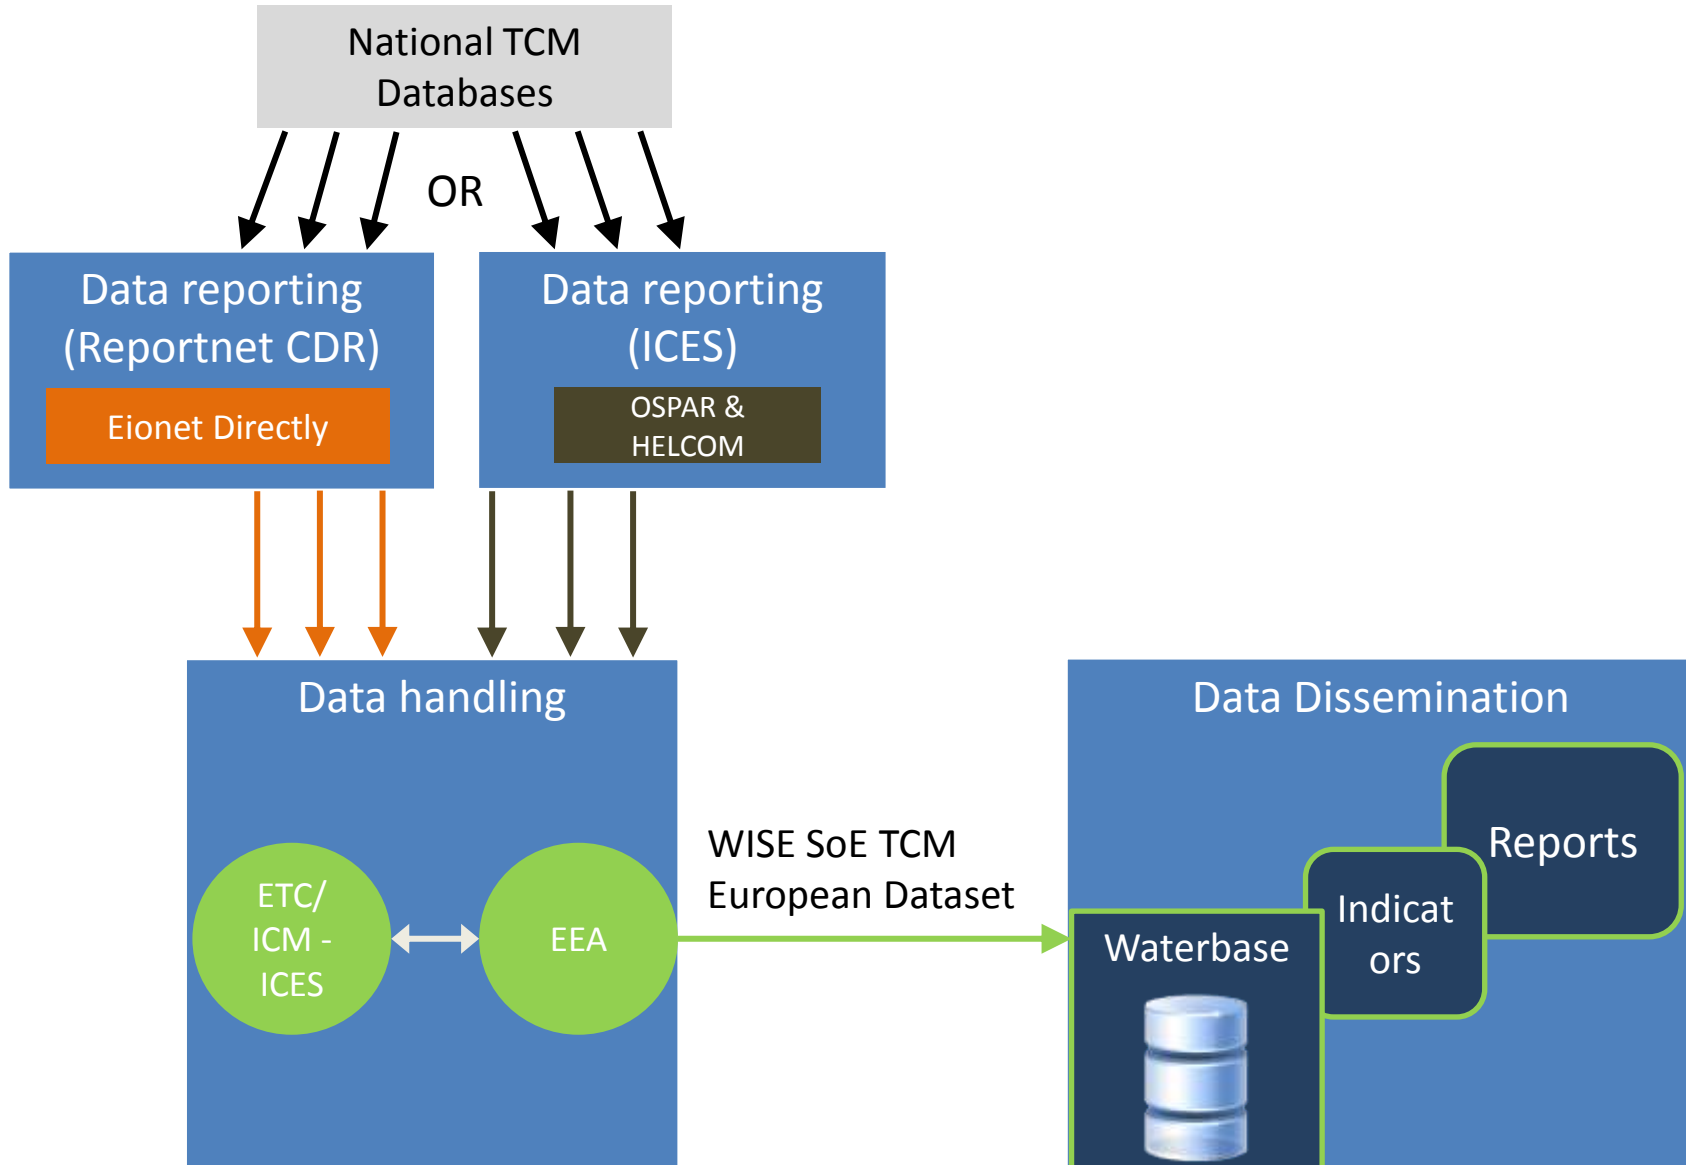 National TCM
Databases
OR
Data reporting
(Reportnet CDR)
Eionet Directly
Data reporting
(ICES)
OSPAR &
HELCOM
Data handling
ETC/
ICM -
ICES
EEA
WISE SoE TCM
European Dataset
Data Dissemination
Reports
Indicat
ors
Waterbase